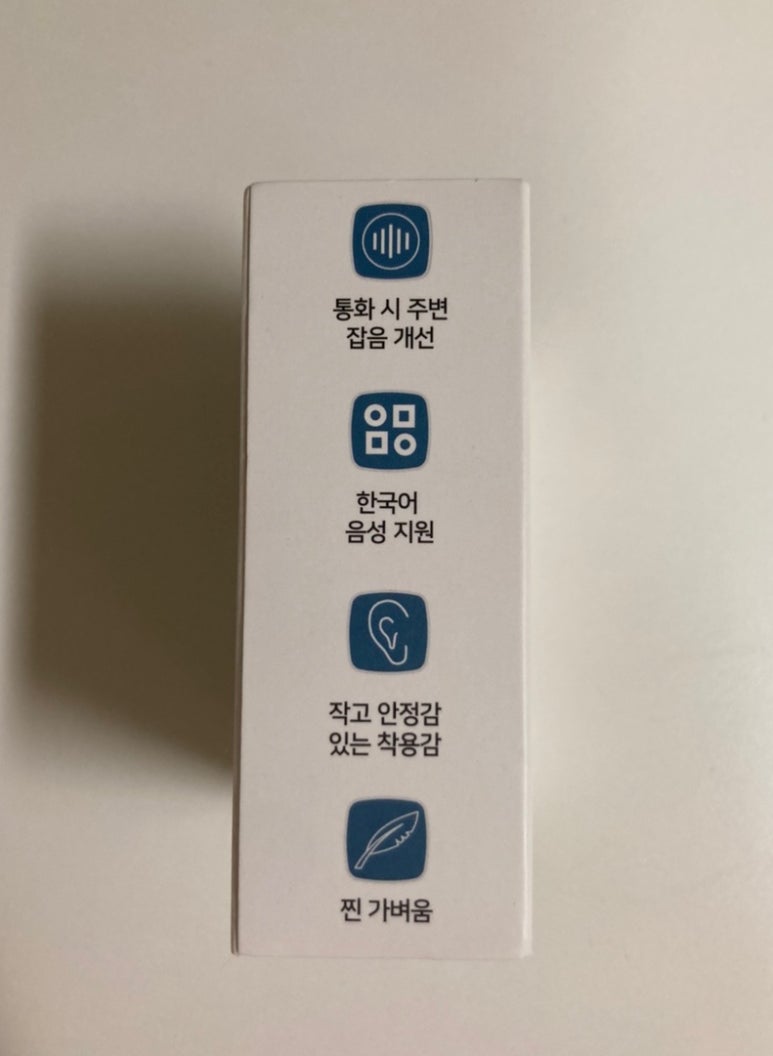 통화 시 주변
잡음 개선
한국어
음성 지원
작고 안정감
있는 착용감
찐 가벼움